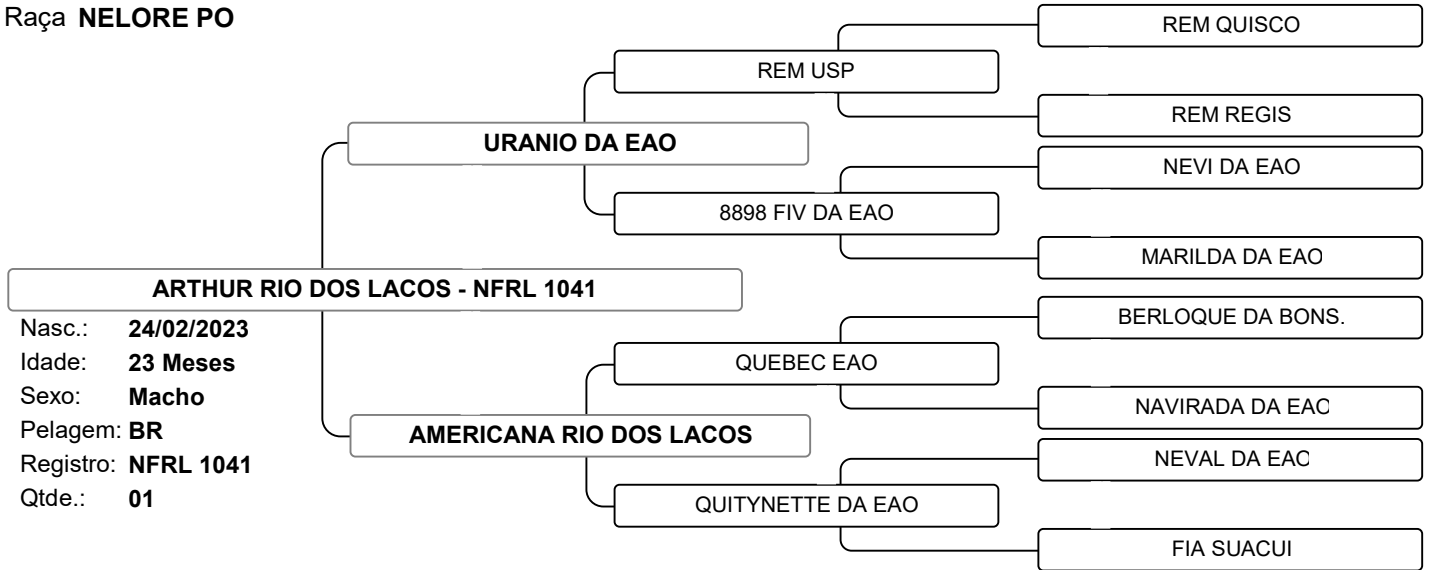 Raça NELORE PO
REM QUISCO
REM USP
REM REGIS
URANIO DA EAO
NEVI DA EAO
8898 FIV DA EAO
MARILDA DA EAO
ARTHUR RIO DOS LACOS - NFRL 1041
Nasc.: 24/02/2023
Idade: 23 Meses
Sexo: Macho
Pelagem: BR
Registro: NFRL 1041
Qtde.: 01
BERLOQUE DA BONS.
QUEBEC EAO
NAVIRADA DA EAO
AMERICANA RIO DOS LACOS
NEVAL DA EAO
QUITYNETTE DA EAO
FIA SUACUI